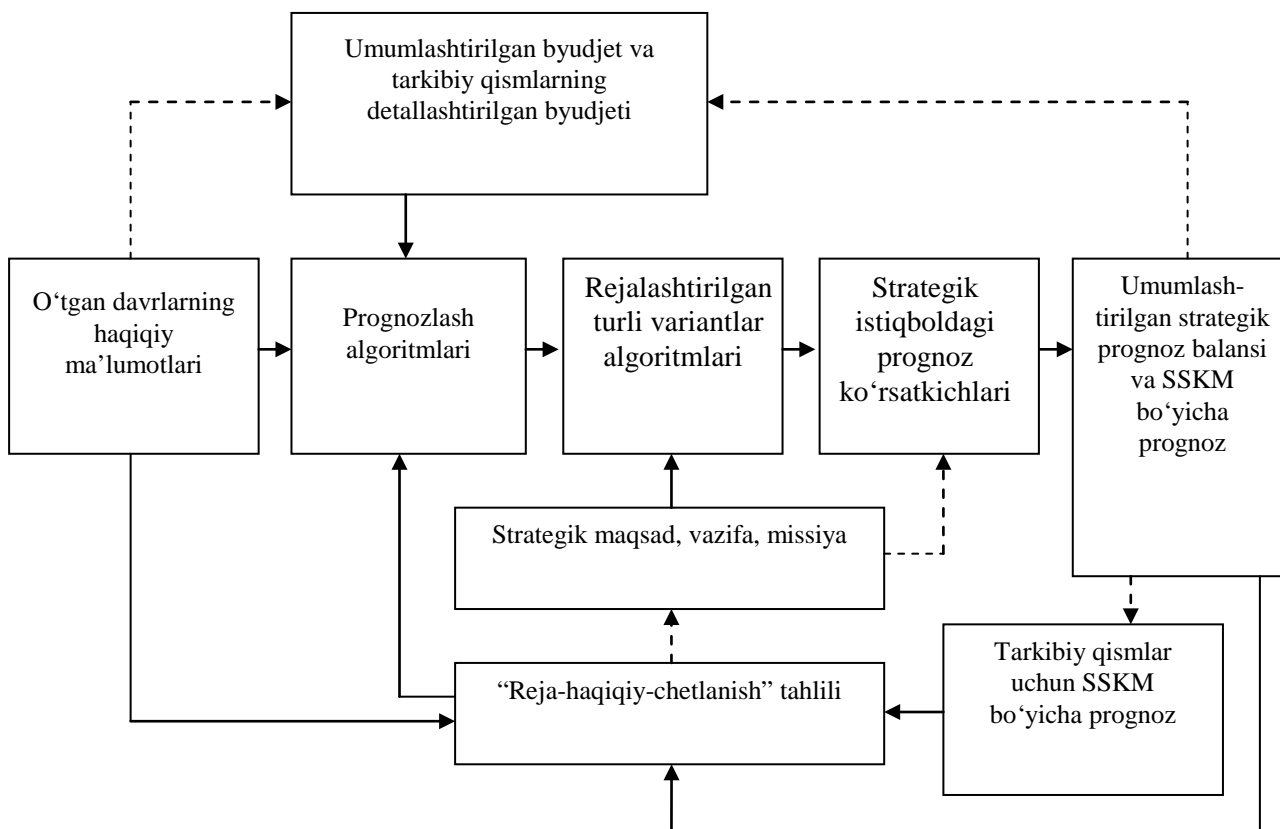 Umumlashtirilgan byudjet va
tarkibiy qismlarning
detallashtirilgan byudjeti
O‘tgan davrlarning
haqiqiy
ma’lumotlari
Prognozlash
algoritmlari
Rejalashtirilgan
turli variantlar
algoritmlari
Strategik
istiqboldagi
prognoz
ko‘rsatkichlari
Umumlash-
tirilgan strategik
prognoz balansi
va SSKM
bo‘yicha
prognoz
Strategik maqsad, vazifa, missiya
“Reja-haqiqiy-chetlanish” tahlili
Tarkibiy qismlar
uchun SSKM
bo‘yicha prognoz